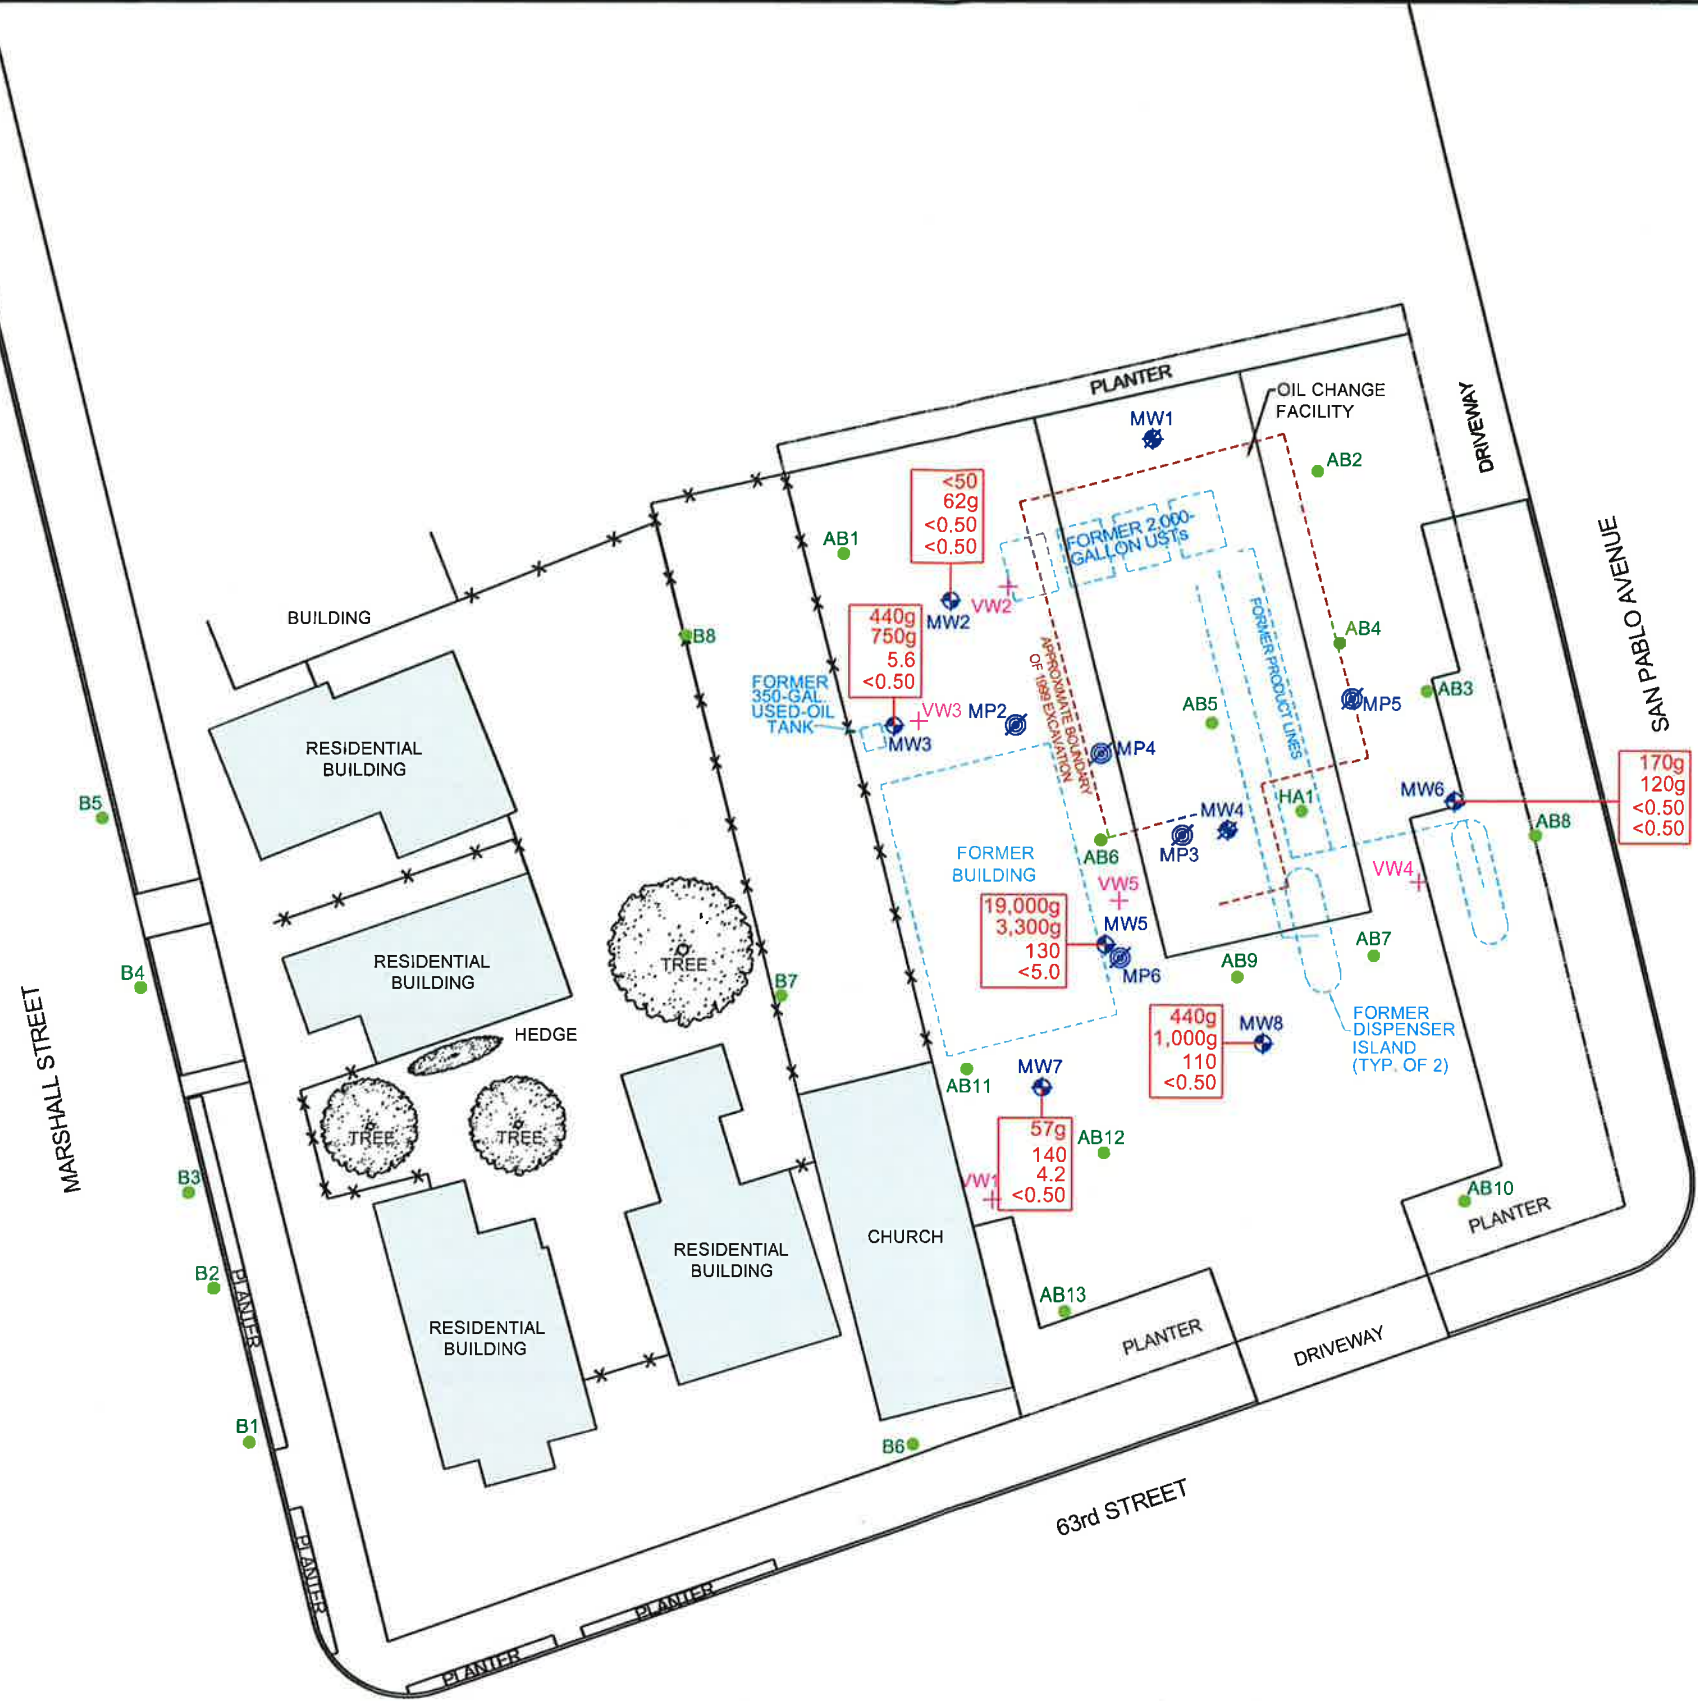 PLANTER
OIL CHANGE
FACILITY
DRIVEWAY
MW1
AB2
<50
62g
<0.50
<0.50
AB1
FORMER 2,000-
GALLON USTs
SAN PABLO AVENUE
VW2
MW2
BUILDING
B8
440g
750g
5.6
<0.50
FORMER PRODUCT LINES
AB4
APPROXIMATE BOUNDARY
OF 1999 EXCAVATION
FORMER
350-GAL.
USED-OIL
TANK
VW3
MW3
MP2
MP4
AB5
MP5
AB3
RESIDENTIAL
BUILDING
170g
120g
<0.50
<0.50
B5
MW6
HA1
MW4
MP3
AB8
AB6
FORMER
BUILDING
VW5
VW4
19,000g
3,300g
130
<5.0
MW5
MP6
AB9
AB7
RESIDENTIAL
BUILDING
TREE
B4
B7
MARSHALL STREET
HEDGE
440g
1,000g
110
<0.50
MW8
FORMER
DISPENSER
ISLAND
(TYP. OF 2)
AB11
MW7
TREE
TREE
57g
140
4.2
<0.50
AB12
B3
VW1
AB10
PLANTER
CHURCH
RESIDENTIAL
BUILDING
B2
PLANTER
AB13
RESIDENTIAL
BUILDING
PLANTER
DRIVEWAY
B1
B6
63rd STREET
PLANTER
PLANTER
PLANTER